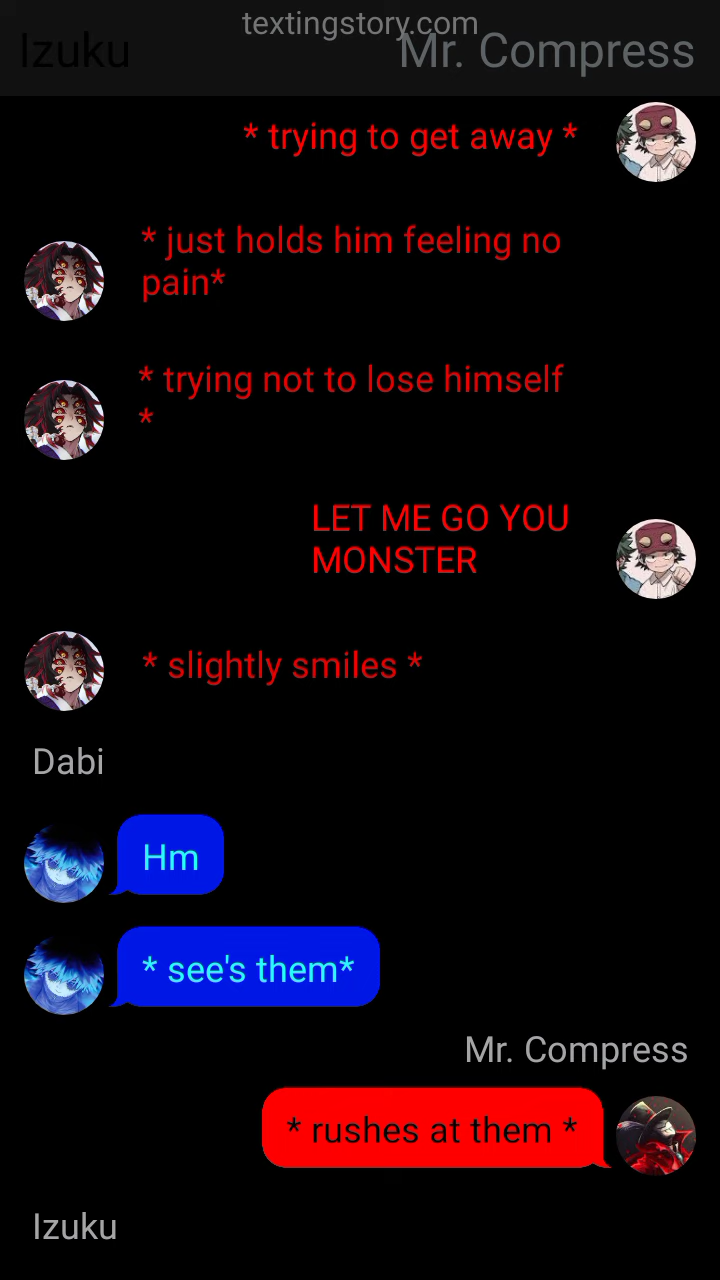 textingstory.com
Izuku
Mr. Compress
* trying to get away *
* just holds him feeling no
pain*
* trying not to lose himself
*
LET ME GO YOU
MONSTER
* slightly smiles *
Dabi
Hm
* see's them*
Mr. Compress
* rushes at them *
Izuku